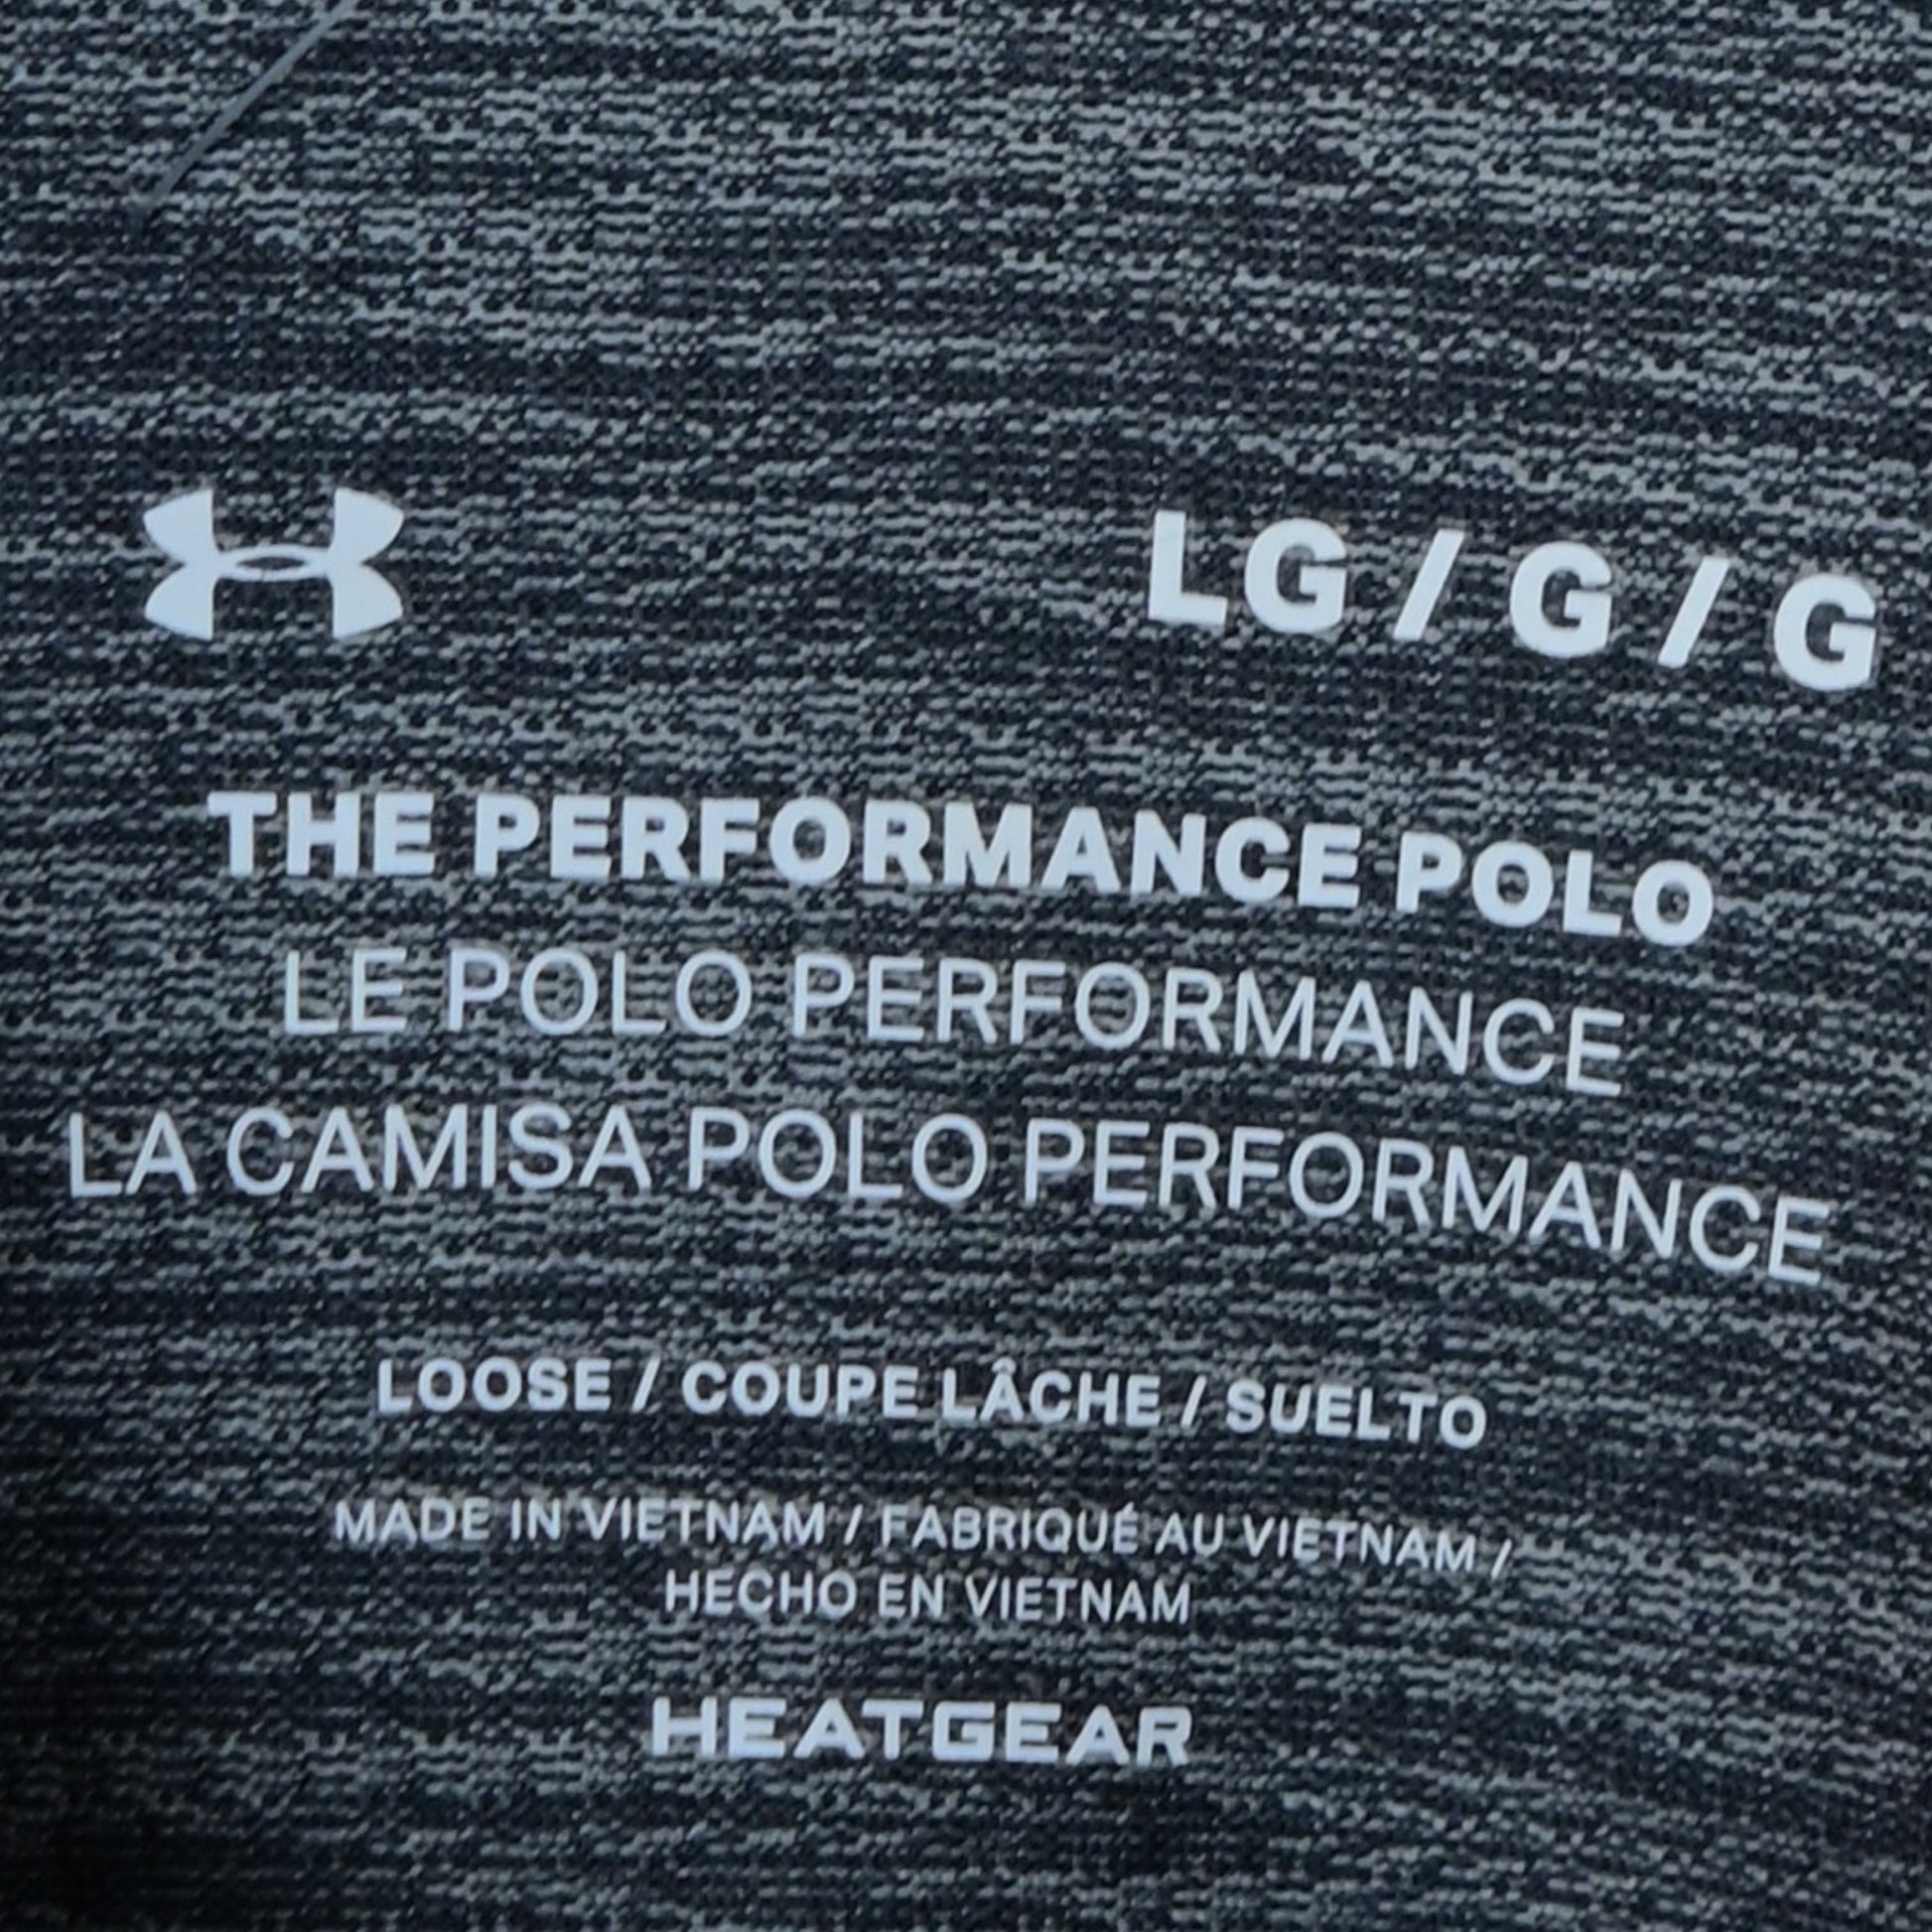 LG / G / G
THE PERFORMANCE POLO
LE POLO PERFORMANCE
LA CAMISA POLO PERFORMANCE
LOOSE / COUPE LÂCHE / SUELTO
MADE IN VIETNAM / FABRIQUÉ AU VIETNAM /
HECHO EN VIETNAM
HEATGEAR